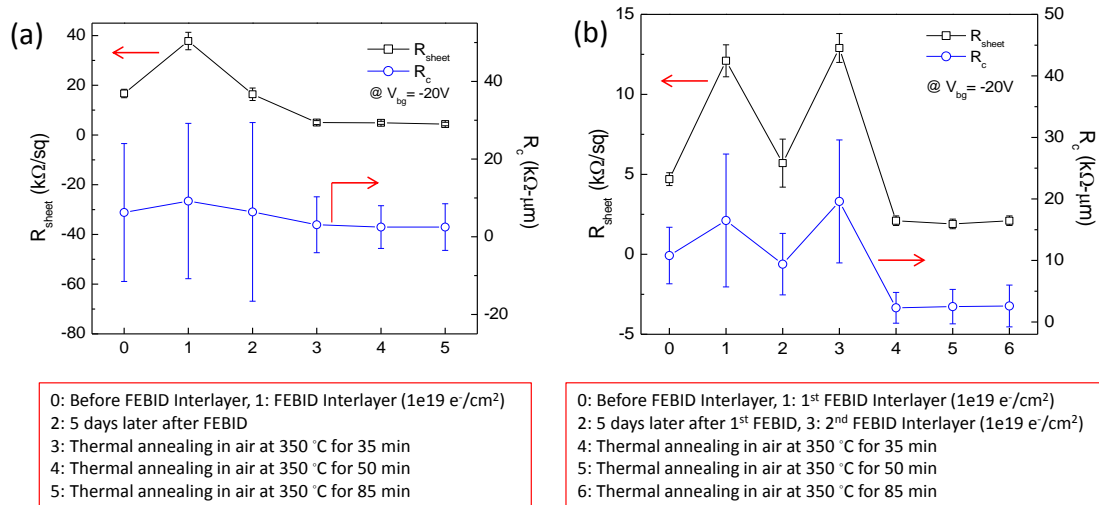 (a)
40
20
0
-20
-40
-60
-80
R_sheet (kΩ/sq)
R_sheet
R_c
@ V_bg= -20V
40
20
0
-20
R_c (kΩ-μm)
0 1 2 3 4 5
0: Before FEBID Interlayer, 1: FEBID Interlayer (1e19 e⁻/cm²)
2: 5 days later after FEBID
3: Thermal annealing in air at 350 °C for 35 min
4: Thermal annealing in air at 350 °C for 50 min
5: Thermal annealing in air at 350 °C for 85 min
(b)
15
10
5
0
-5
R_sheet (kΩ/sq)
R_sheet
R_c
@ V_bg= -20V
50
40
30
20
10
0
R_c (kΩ-μm)
0 1 2 3 4 5 6
0: Before FEBID Interlayer, 1: 1ˢᵗ FEBID Interlayer (1e19 e⁻/cm²)
2: 5 days later after 1ˢᵗ FEBID, 3: 2ⁿᵈ FEBID Interlayer (1e19 e⁻/cm²)
4: Thermal annealing in air at 350 °C for 35 min
5: Thermal annealing in air at 350 °C for 50 min
6: Thermal annealing in air at 350 °C for 85 min